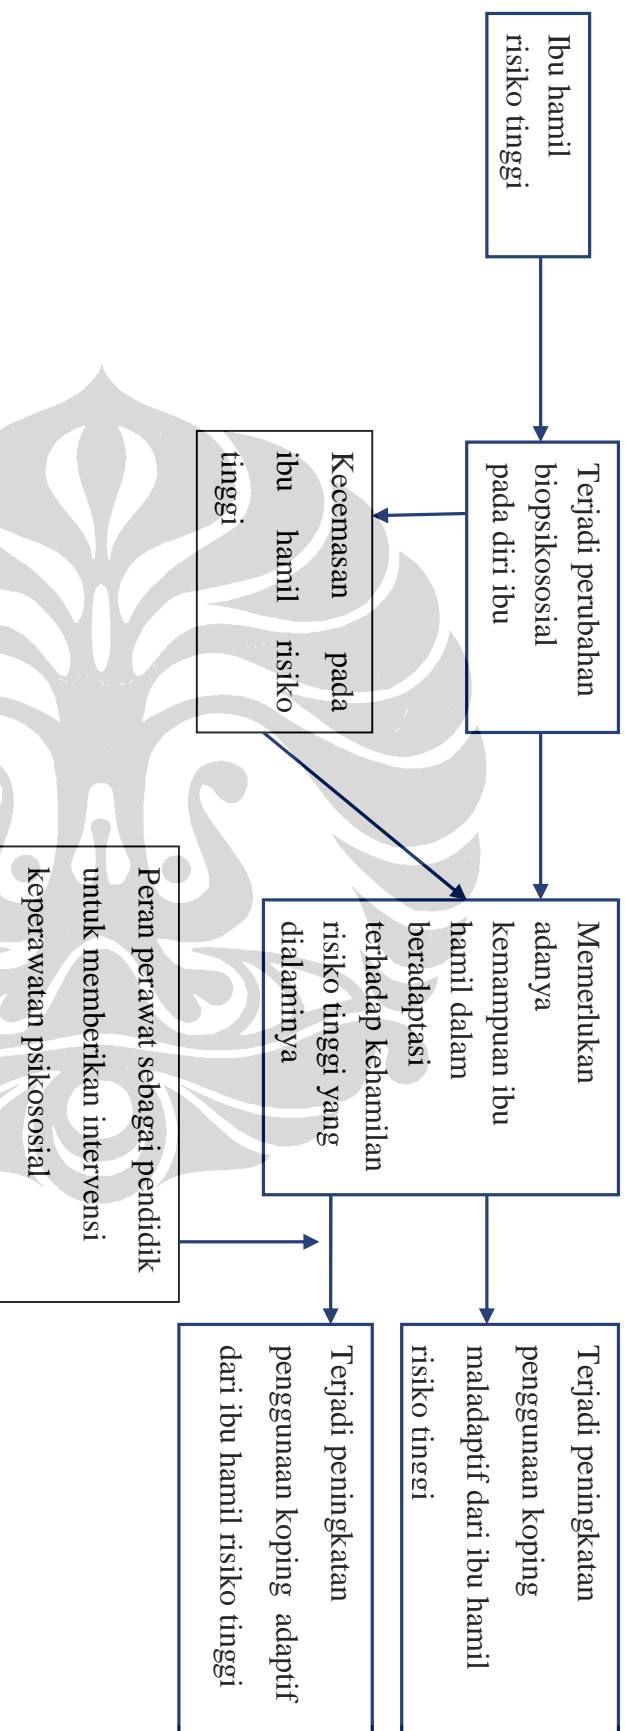 Ibu hamil
risiko tinggi
Terjadi perubahan
biopsikososial
pada diri ibu
Kecemasan pada
ibu hamil risiko
tinggi
Memerlukan
adanya
kemampuan ibu
hamil dalam
beradaptasi
terhadap kehamilan
risiko tinggi yang
dialaminya
Peran perawat sebagai pendidik
untuk memberikan intervensi
keperawatan psikososial
Terjadi peningkatan
penggunaan koping
maladaptif dari ibu hamil
risiko tinggi
Terjadi peningkatan
penggunaan koping adaptif
dari ibu hamil risiko tinggi